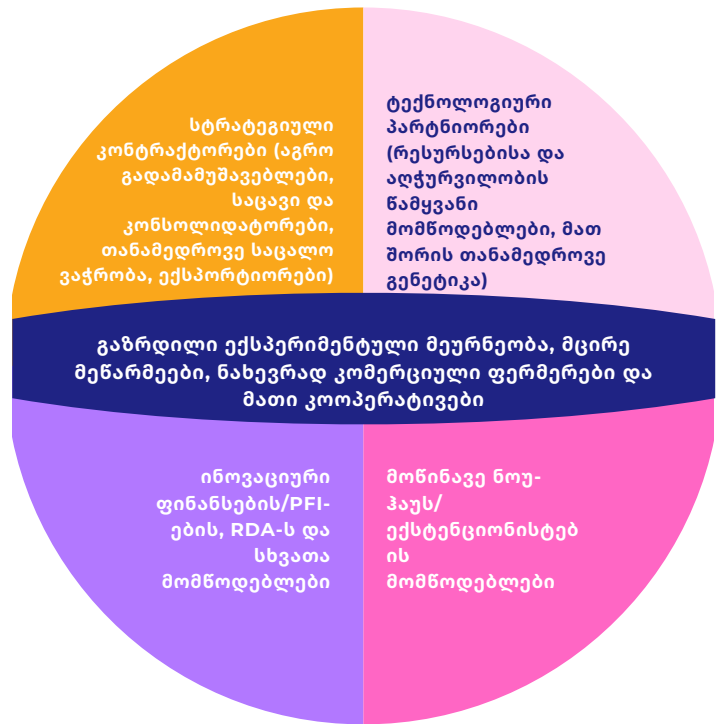 სტრატეგიული
კონტრაქტორები (აგრო
გადამამუშავებლები,
საცავი და
კონსოლიდატორები,
თანამედროვე საცალო
ვაჭრობა, ექსპორტიორები)
ტექნოლოგიური
პარტნიორები
(რესურსებისა და
აღჭურვილობის
წამყვანი
მომწოდებლები, მათ
შორის თანამედროვე
გენეტიკა)
გაზრდილი ექსპერიმენტული მეურნეობა, მცირე
მეწარმეები, ნახევრად კომერციული ფერმერები და
მათი კოოპერატივები
ინოვაციური
ფინანსების/PFI-
ების, RDA-ს და
სხვათა
მომწოდებლები
მოწინავე ნოუ-
ჰაუს/
ექსტენციონისტებ
ის
მომწოდებლები